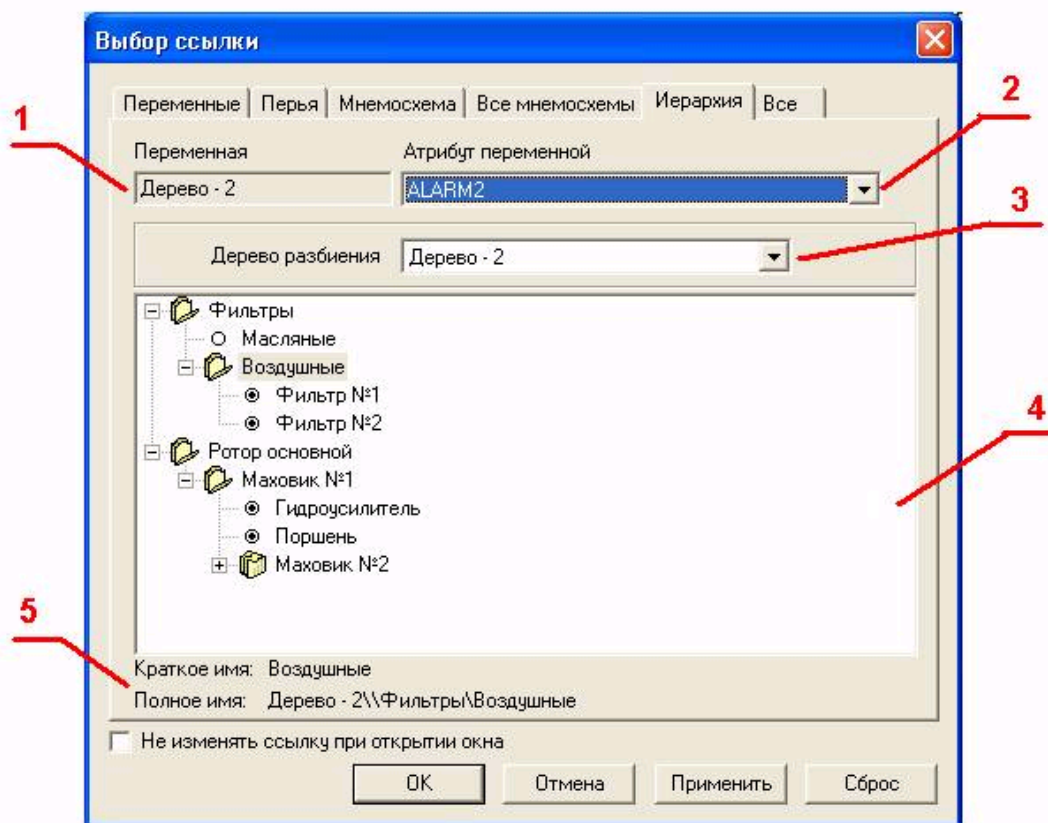 Выбор ссылки
Переменные Перья Мнемосхема Все мнемосхемы Иерархия Все
1
2
Переменная Атрибут переменной
Дерево - 2 ALARM2
3
Дерево разбиения Дерево - 2
Фильтры
Масляные
Воздушные
Фильтр №1
Фильтр №2
4
Ротор основной
Маховик №1
Гидроусилитель
Поршень
Маховик №2
5
Краткое имя: Воздушные
Полное имя: Дерево - 2\\Фильтры\Воздушные
Не изменять ссылку при открытии окна
OK Отмена Применить Сброс